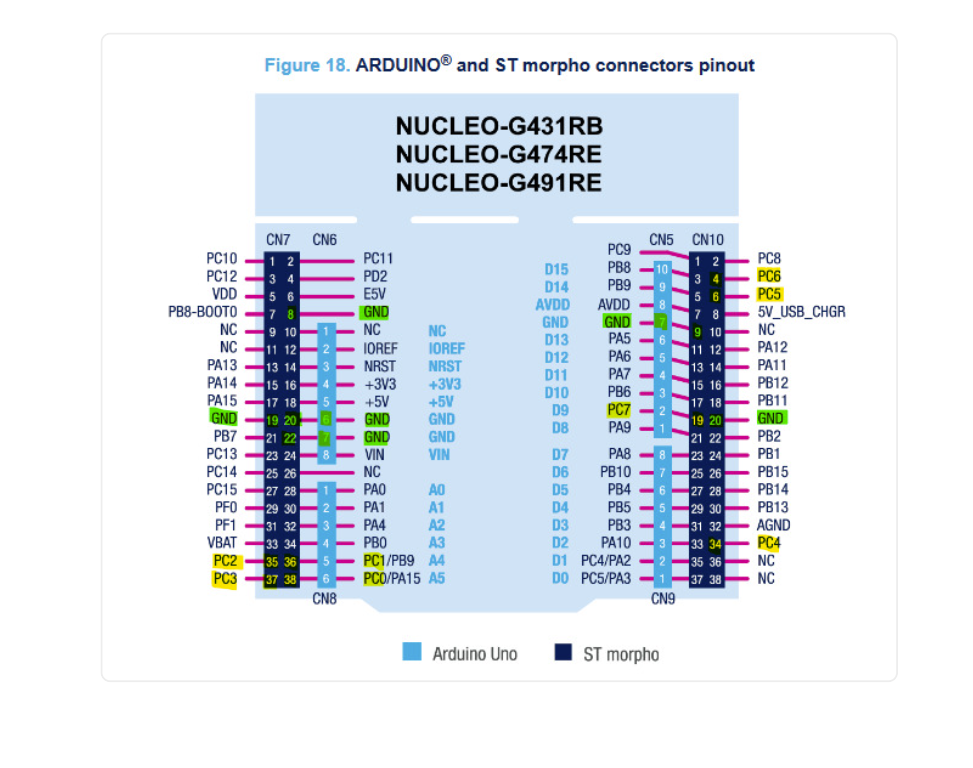 Figure 18. ARDUINO® and ST morpho connectors pinout
NUCLEO-G431RB
NUCLEO-G474RE
NUCLEO-G491RE
CN7 CN6 CN5 CN10
PC10 1 2 PC11 PC9 1 2 PC8
PC12 3 4 PD2 D15 PB8 10 3 4 PC6
VDD 5 6 E5V D14 PB9 9 5 6 PC5
PB8-BOOT0 7 8 GND AVDD AVDD 8 7 8 5V_USB_CHGR
NC 9 10 1 NC NC GND GND 7 9 10 NC
NC 11 12 2 IOREF IOREF D13 PA5 6 11 12 PA12
PA13 13 14 3 NRST NRST D12 PA6 5 13 14 PA11
PA14 15 16 4 +3V3 +3V3 D11 PA7 4 15 16 PB12
PA15 17 18 5 +5V +5V D10 PB6 3 17 18 PB11
GND 19 20 6 GND GND D9 PC7 2 19 20 GND
PB7 21 22 7 GND GND D8 PA9 1 21 22 PB2
PC13 23 24 8 VIN VIN D7 PA8 8 23 24 PB1
PC14 25 26 NC D6 PB10 7 25 26 PB15
PC15 27 28 1 PA0 A0 D5 PB4 6 27 28 PB14
PF0 29 30 2 PA1 A1 D4 PB5 5 29 30 PB13
PF1 31 32 3 PA4 A2 D3 PB3 4 31 32 AGND
VBAT 33 34 4 PB0 A3 D2 PA10 3 33 34 PC4
PC2 35 36 5 PC1/PB9 A4 D1 PC4/PA2 2 35 36 NC
PC3 37 38 6 PC0/PA15 A5 D0 PC5/PA3 1 37 38 NC
CN8 CN9
Arduino Uno ST morpho